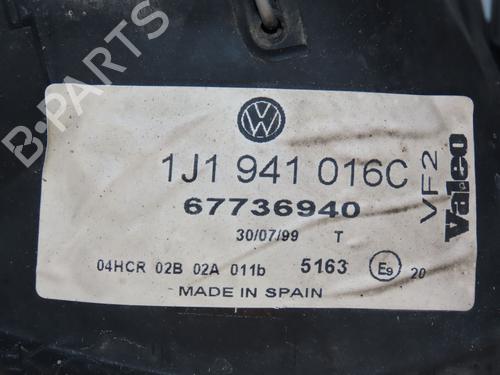 B-PARTS
VW
1J1 941 016C
67736940
30/07/99 T
04HCR 02B 02A 011b 5163 E9 20
MADE IN SPAIN
VF2
Valeo